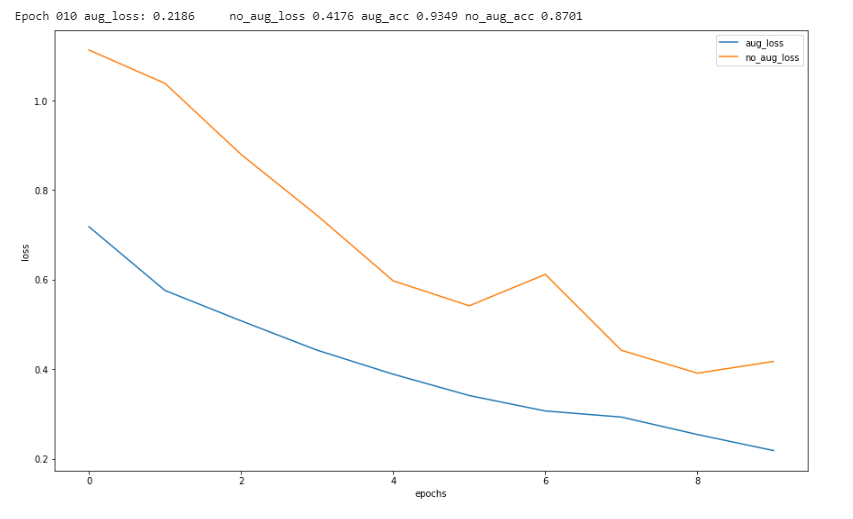 Epoch 010 aug_loss: 0.2186 no_aug_loss 0.4176 aug_acc 0.9349 no_aug_acc 0.8701
aug_loss
no_aug_loss
1.0
0.8
0.6
0.4
0.2
loss
0 2 4 6 8
epochs